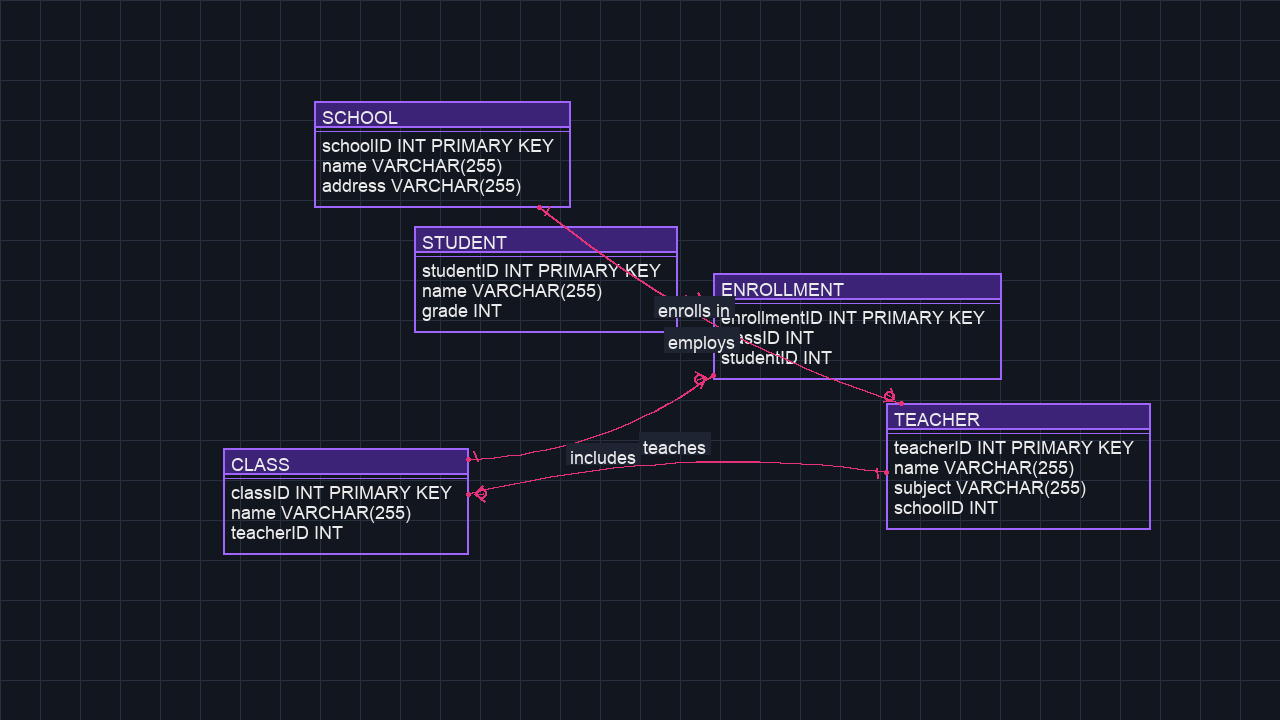 SCHOOL
schoolID INT PRIMARY KEY
name VARCHAR(255)
address VARCHAR(255)
STUDENT
studentID INT PRIMARY KEY
name VARCHAR(255)
grade INT
ENROLLMENT
enrollmentID INT PRIMARY KEY
INT
studentID INT
enrolls in
employs
TEACHER
teacherID INT PRIMARY KEY
name VARCHAR(255)
subject VARCHAR(255)
schoolID INT
teaches
includes
CLASS
classID INT PRIMARY KEY
name VARCHAR(255)
teacherID INT